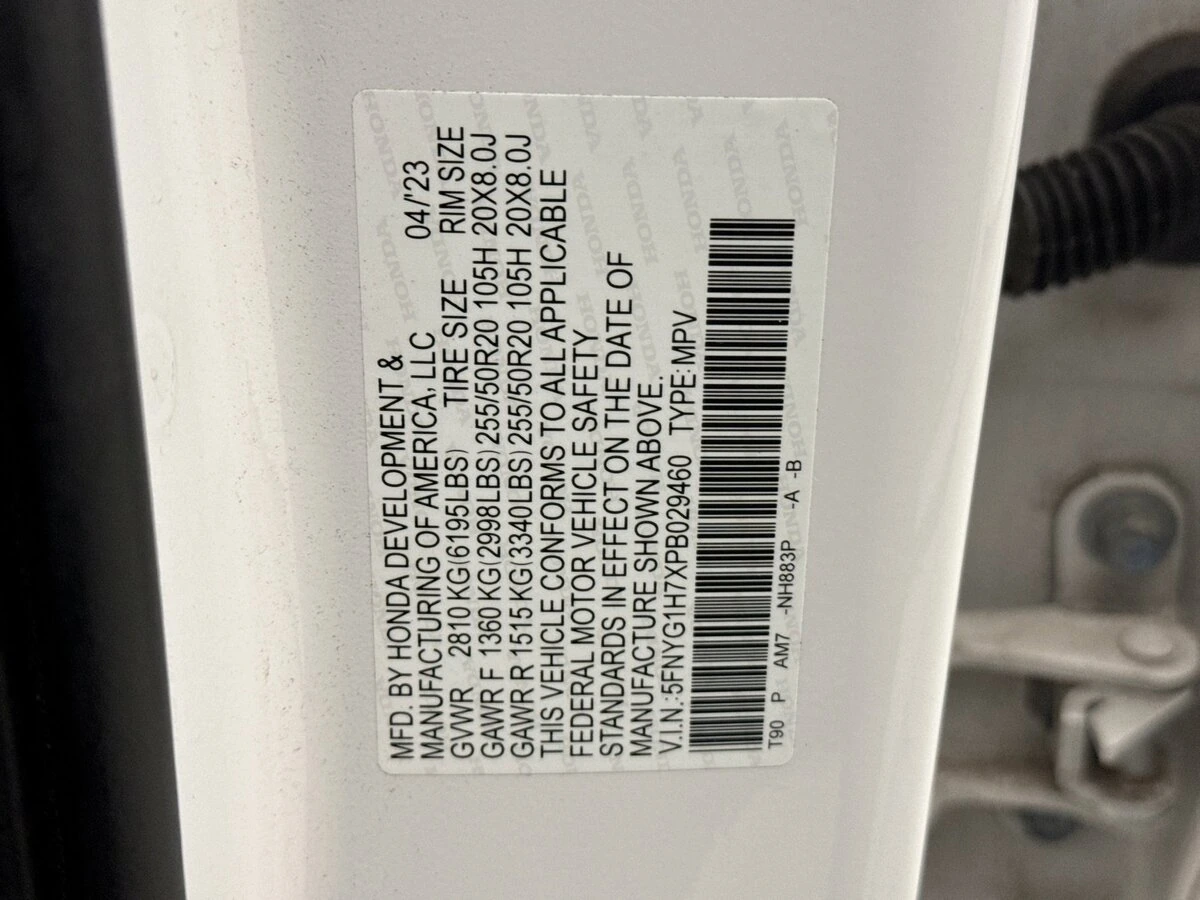 MFD. BY HONDA DEVELOPMENT &
MANUFACTURING OF AMERICA, LLC 04/'23
GVWR 2810 KG(6195LBS) TIRE SIZE RIM SIZE
GAWR F 1360 KG(2998LBS) 255/50R20 105H 20X8.0J
GAWR R 1515 KG(3340LBS) 255/50R20 105H 20X8.0J
THIS VEHICLE CONFORMS TO ALL APPLICABLE
FEDERAL MOTOR VEHICLE SAFETY
STANDARDS IN EFFECT ON THE DATE OF
MANUFACTURE SHOWN ABOVE.
V.I.N.:5FNYG1H7XPB029460 TYPE:MPV
T90 P AM7 -NH883P -A -B